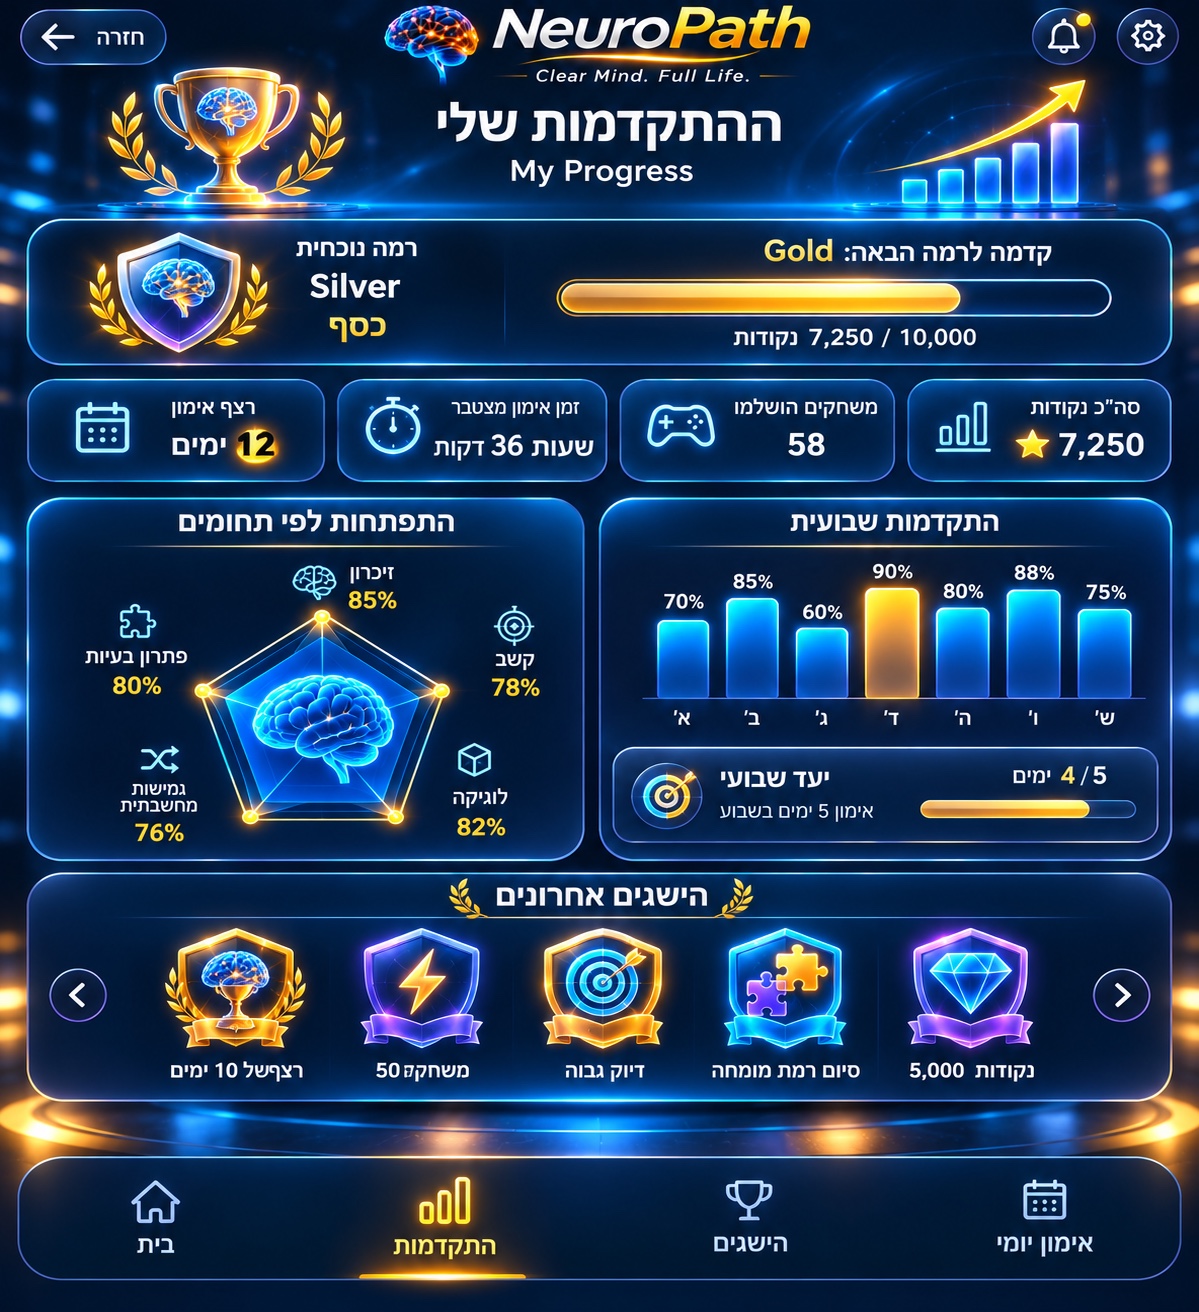 חזרה
NeuroPath
Clear Mind. Full Life.
ההתקדמות שלי
My Progress
קדמה לרמה הבאה: Gold
7,250 / 10,000 נקודות
רמה נוכחית
Silver
כסף
סה"כ נקודות
7,250
משחקים הושלמו
58
זמן אימון מצטבר
שעות 36 דקות
רצף אימון
12 ימים
התקדמות שבועית
70%
85%
60%
90%
80%
88%
75%
א'
ב'
ג'
ד'
ה'
ו'
ש'
יעד שבועי
אימון 5 ימים בשבוע
4/5 ימים
התפתחות לפי תחומים
זיכרון
85%
קשב
78%
לוגיקה
82%
גמישות
מחשבתית
76%
פתרון בעיות
80%
הישגים אחרונים
רצףשל 10 ימים
משחק 50
דיוק גבוה
סיום רמת מומחה
נקודות 5,000
בית
התקדמות
הישגים
אימון יומי